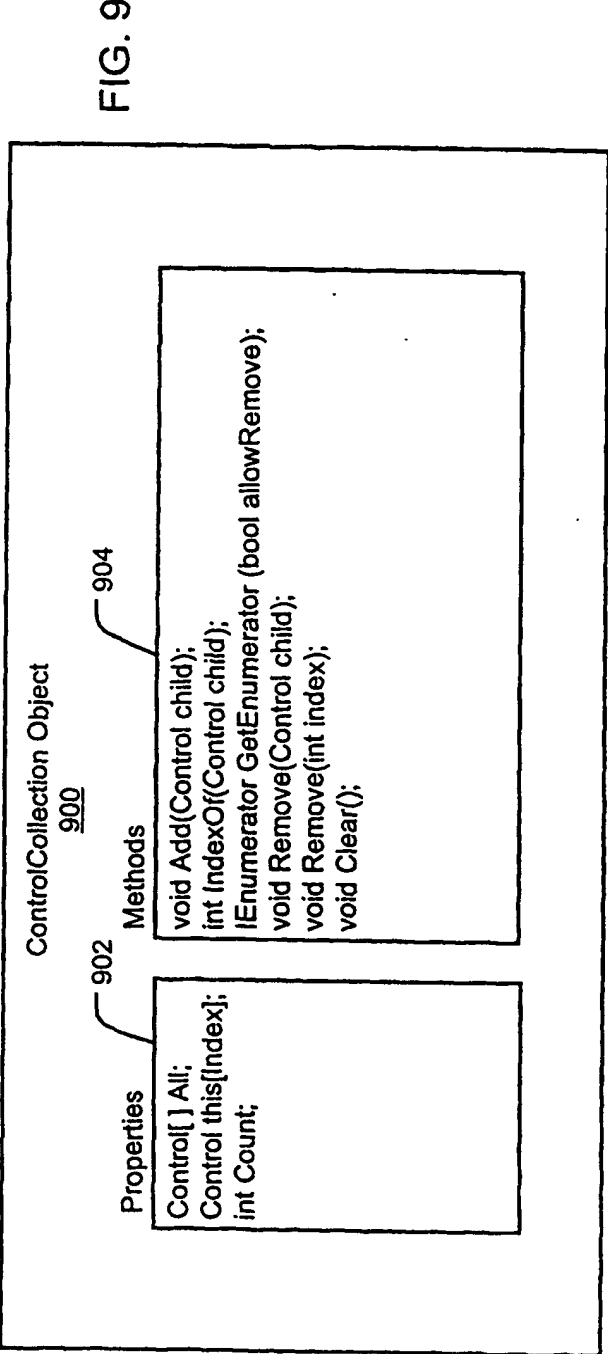 FIG. 9
ControlCollection Object
900
Properties
902
Control[ ] All;
Control this[Index];
int Count;
Methods
904
void Add(Control child);
int IndexOf(Control child);
IEnumerator GetEnumerator (bool allowRemove);
void Remove(Control child);
void Remove(int index);
void Clear();